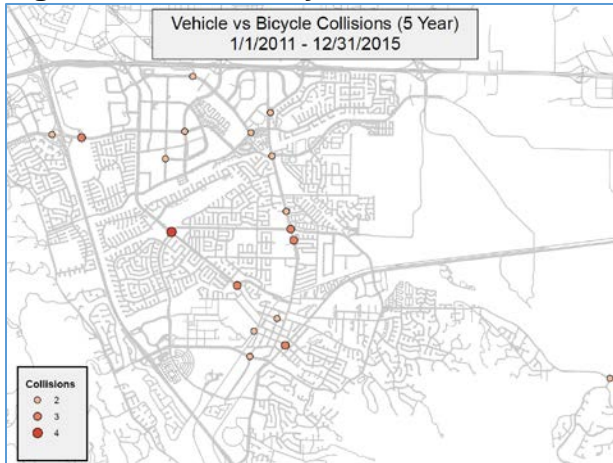 Vehicle vs Bicycle Collisions (5 Year)
1/1/2011 - 12/31/2015
Collisions
2
3
4